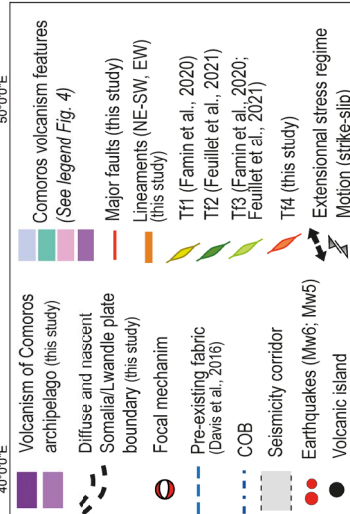 40°0'0"E
50°0'0"E
Volcanism of Comoros
archipelago (this study)
Diffuse and nascent
Somalia/Lwandle plate
boundary (this study)
Focal mechanim
Pre-existing fabric
(Davis et al., 2016)
COB
Seismicity corridor
Earthquakes (Mw6; Mw5)
Volcanic island
Comoros volcanism features
(See legend Fig. 4)
Major faults (this study)
Lineaments (NE-SW, EW)
(this study)
Tf1 (Famin et al., 2020)
Tf2 (Feuillet et al., 2021)
Tf3 (Famin et al., 2020;
Feuillet et al., 2021)
Tf4 (this study)
Extensionnal stress regime
Motion (strike-slip)